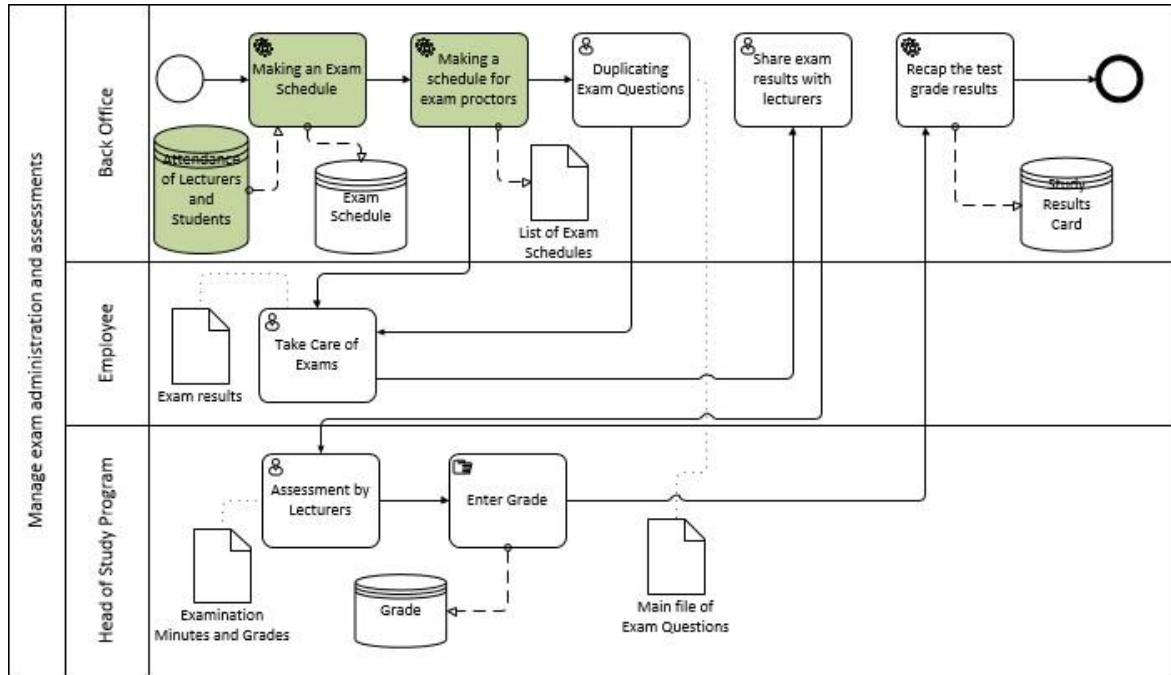 Manage exam administration and assessments
Back Office
Making an Exam
Schedule
Making a
schedule for
exam proctors
Duplicating
Exam Questions
Share exam
results with
lecturers
Recap the test
grade results
Attendance
of Lecturers
and
Students
Exam
Schedule
List of Exam
Schedules
Study
Results
Card
Employee
Take Care of
Exams
Exam results
Head of Study Program
Assessment by
Lecturers
Enter Grade
Examination
Minutes and Grades
Grade
Main file of
Exam Questions